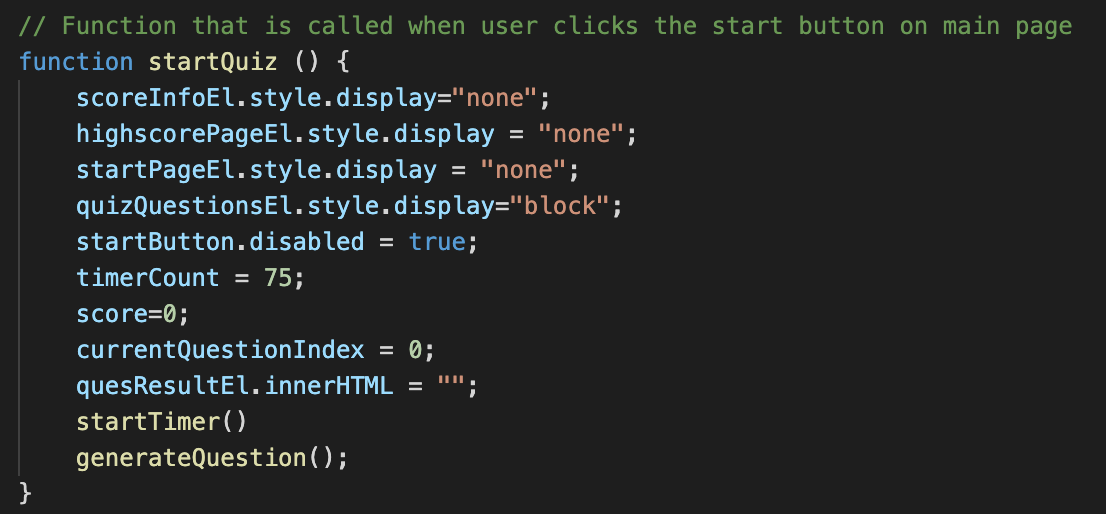 // Function that is called when user clicks the start button on main page
function startQuiz () {
    scoreInfoEl.style.display="none";
    highscorePageEl.style.display = "none";
    startPageEl.style.display = "none";
    quizQuestionsEl.style.display="block";
    startButton.disabled = true;
    timerCount = 75;
    score=0;
    currentQuestionIndex = 0;
    quesResultEl.innerHTML = "";
    startTimer()
    generateQuestion();
}